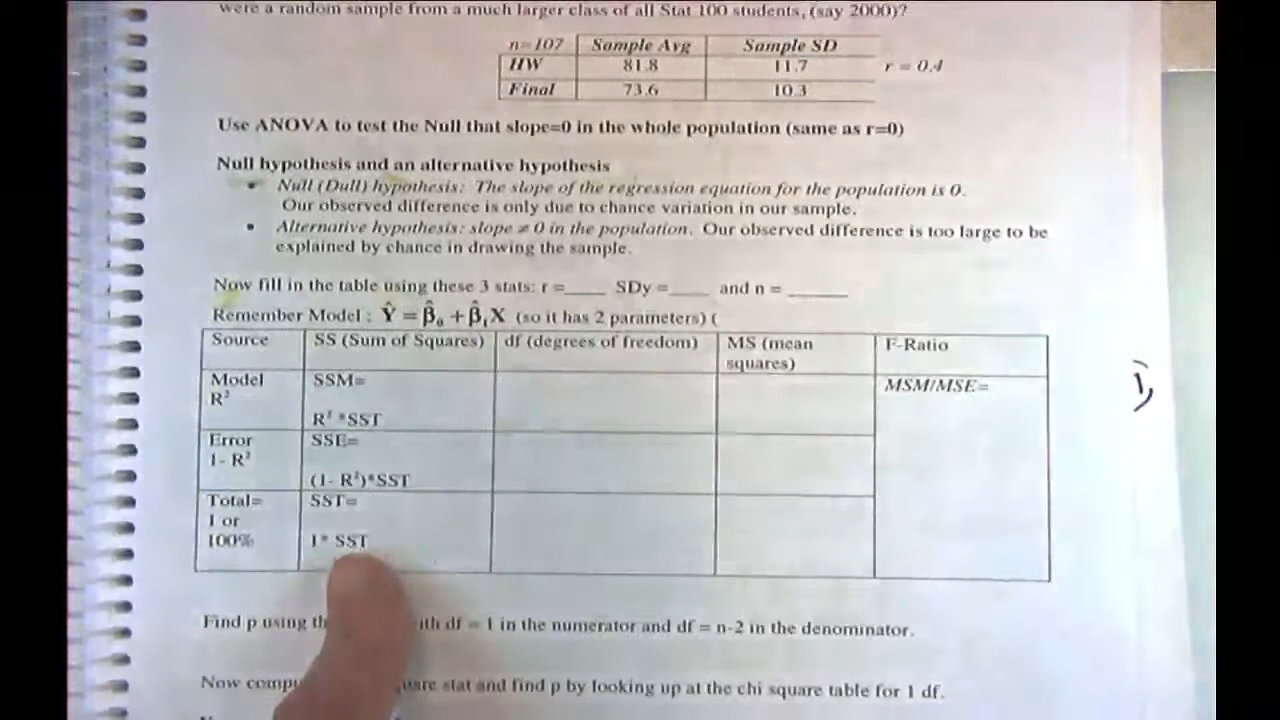 were a random sample from a much larger class of all Stat 100 students, (say 2000)?
n=107 Sample Avg Sample SD
HW 81.8 11.7 r = 0.4
Final 73.6 10.3
Use ANOVA to test the Null that slope=0 in the whole population (same as r=0)
Null hypothesis and an alternative hypothesis
• Null (Dull) hypothesis: The slope of the regression equation for the population is 0.
Our observed difference is only due to chance variation in our sample.
• Alternative hypothesis: slope ≠ 0 in the population. Our observed difference is too large to be
explained by chance in drawing the sample.
Now fill in the table using these 3 stats: r =____ SDy =____ and n = ______
Remember Model : Ŷ = β̂₀ + β̂₁X (so it has 2 parameters) (
Source SS (Sum of Squares) df (degrees of freedom) MS (mean F-Ratio
squares)
Model SSM= MSM/MSE=
R²
R² *SST
Error SSE=
1- R²
(1- R²)*SST
Total= SST=
1 or
100% 1* SST
Find p using ith df = 1 in the numerator and df = n-2 in the denominator.
Now stat and find p by looking up at the chi square table for 1 df.